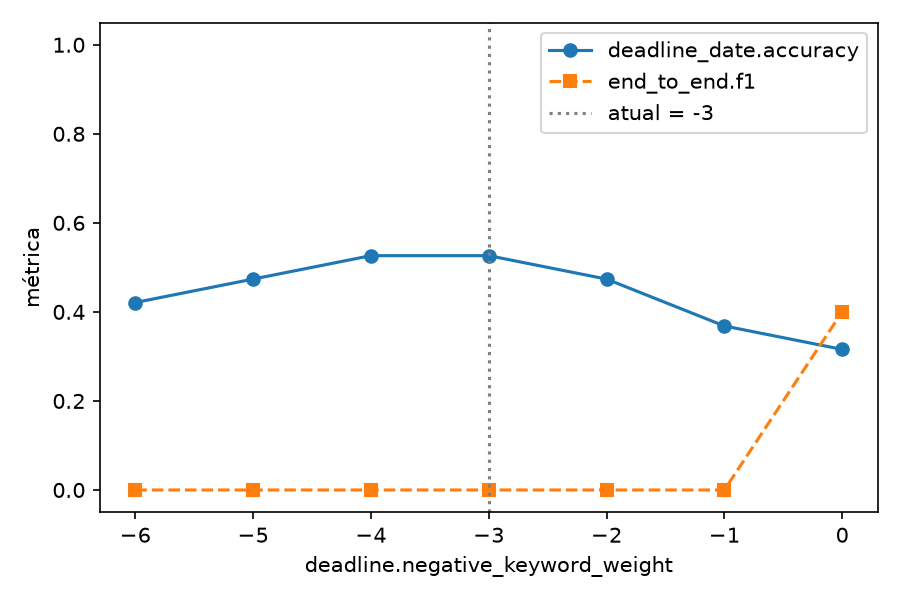 1.0
0.8
0.6
0.4
0.2
0.0
métrica
deadline_date.accuracy
end_to_end.f1
atual = -3
−6 −5 −4 −3 −2 −1 0
deadline.negative_keyword_weight